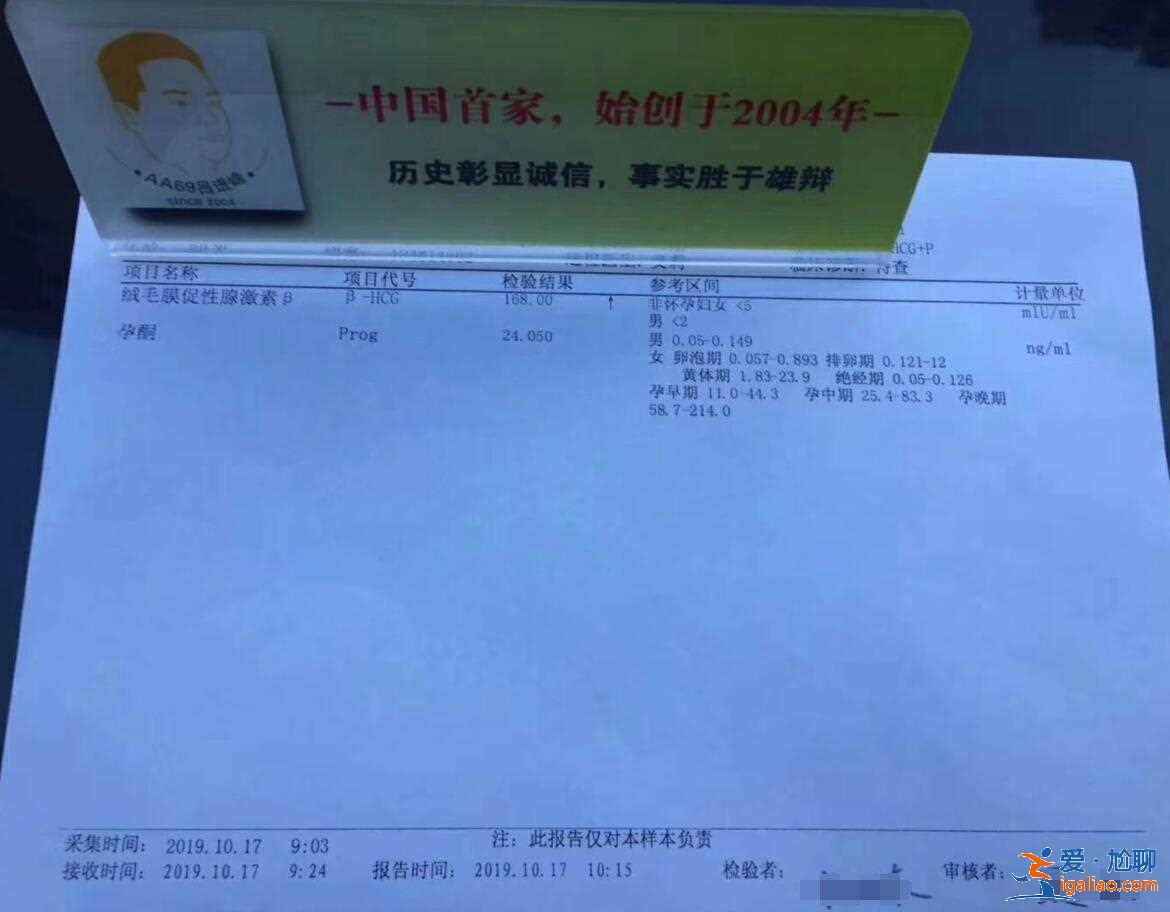 -中国首家，始创于2004年-
历史彰显诚信，事实胜于雄辩
SINCE 2004
HCG+P
项目名称 项目代号 检验结果 参考区间 计量单位
绒毛膜促性腺激素β β-HCG 168.00 ↑ 非怀孕妇女 <5 mIU/ml
男 <2
孕酮 Prog 24.050 男 0.05-0.149 ng/ml
女 卵泡期 0.057-0.893 排卵期 0.121-12
黄体期 1.83-23.9 绝经期 0.05-0.126
孕早期 11.0-44.3 孕中期 25.4-83.3 孕晚期
58.7-214.0
采集时间： 2019.10.17 9:03 注：此报告仅对本样本负责
接收时间： 2019.10.17 9:24 报告时间： 2019.10.17 10:15 检验者： 审核者：
爱·尬聊
igaliao.com